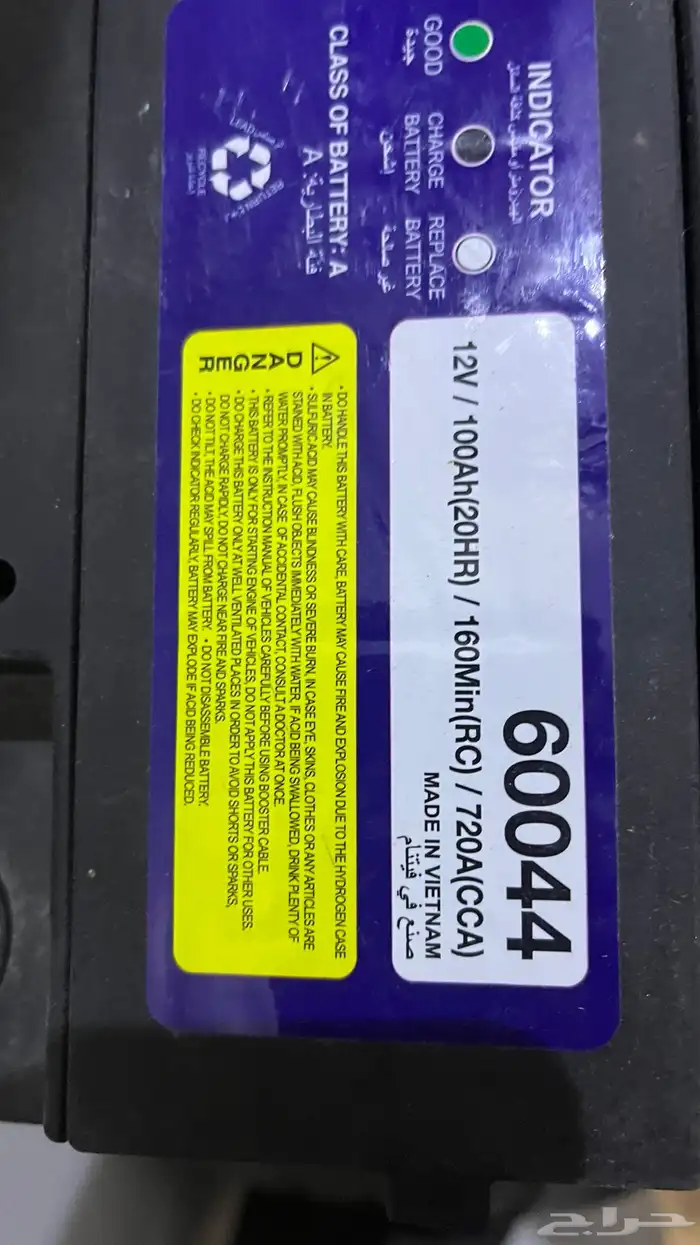 INDICATOR
GOOD
جيدة
CHARGE
BATTERY
إشحن
REPLACE
BATTERY
غير صالحة
CLASS OF BATTERY: A
فئة البطارية: A
RECYCLE
60044
12V / 100Ah(20HR) / 160Min(RC) / 720A(CCA)
MADE IN VIETNAM
صنع في فيتنام
DANGER
• DO HANDLE THIS BATTERY WITH CARE, BATTERY MAY CAUSE FIRE AND EXPLOSION DUE TO THE HYDROGEN CASE
IN BATTERY.
• SULFURIC ACID MAY CAUSE BLINDNESS OR SEVERE BURN, IN CASE EYE, SKINS, CLOTHES OR ANY ARTICLES ARE
STAINED WITH ACID, FLUSH OBJECTS IMMEDIATELY WITH WATER, IF ACID BEING SWALLOWED, DRINK PLENTY OF
WATER PROMPTLY, IN CASE OF ACCIDENTAL CONTACT, CONSULT A DOCTOR AT ONCE.
• REFER TO THE INSTRUCTION MANUAL OF VEHICLES CAREFULLY BEFORE USING BOOSTER CABLE.
• THIS BATTERY IS ONLY FOR STARTING ENGINE OF VEHICLES, DO NOT APPLY THIS BATTERY FOR OTHER USES.
• DO CHARGE THIS BATTERY ONLY AT WELL VENTILATED PLACES IN ORDER TO AVOID SHORTS OR SPARKS,
DO NOT CHARGE RAPIDLY, DO NOT CHARGE NEAR FIRE AND SPARKS.
• DO NOT TILT, THE ACID MAY SPILL FROM BATTERY. • DO NOT DISASSEMBLE BATTERY.
• DO CHECK INDICATOR REGULARLY, BATTERY MAY EXPLODE IF ACID BEING REDUCED.
حراج